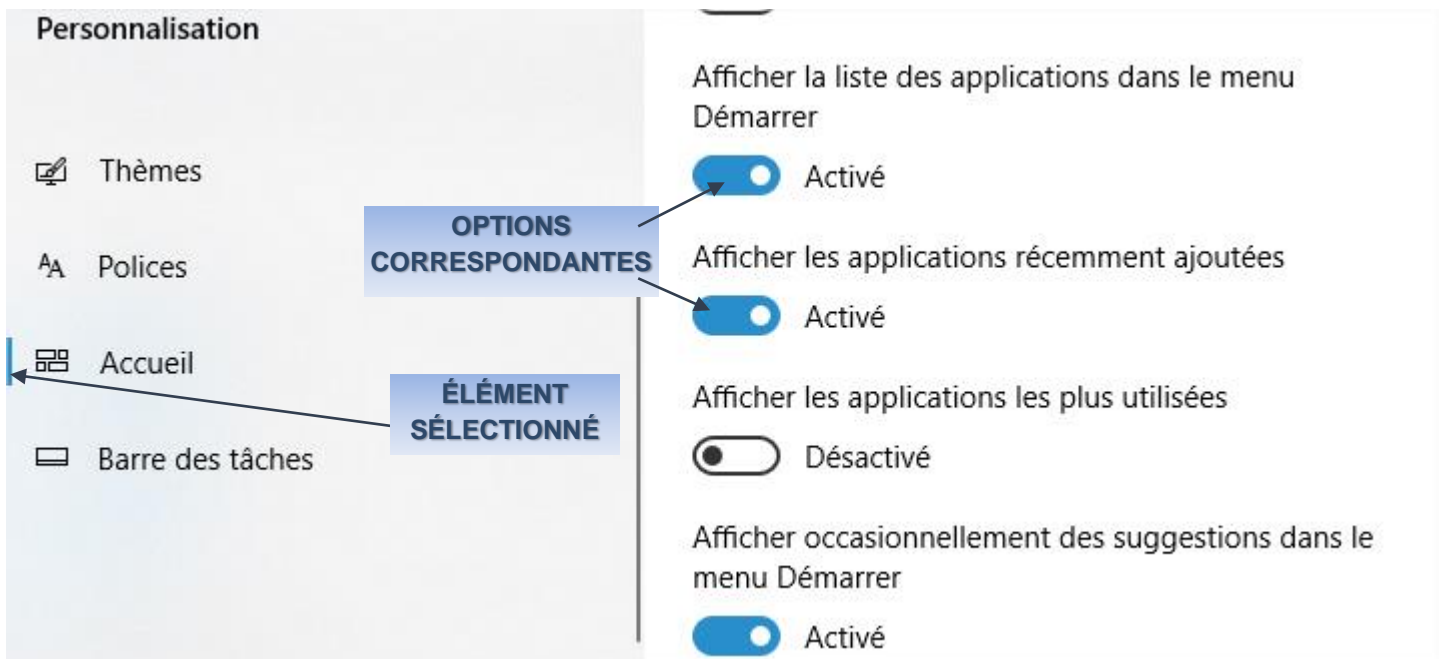 Personnalisation
Thèmes
Polices
Accueil
Barre des tâches
OPTIONS
CORRESPONDANTES
ÉLÉMENT
SÉLECTIONNÉ
Afficher la liste des applications dans le menu
Démarrer
Activé
Afficher les applications récemment ajoutées
Activé
Afficher les applications les plus utilisées
Désactivé
Afficher occasionnellement des suggestions dans le
menu Démarrer
Activé